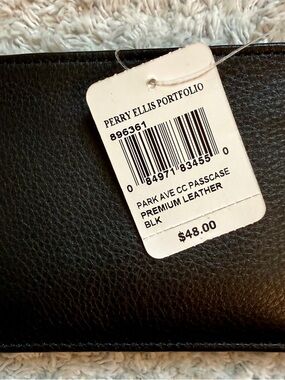 PERRY ELLIS PORTFOLIO
896361
0 84971 83455 0
PARK AVE CC PASSCASE
PREMIUM LEATHER
BLK
$48.00